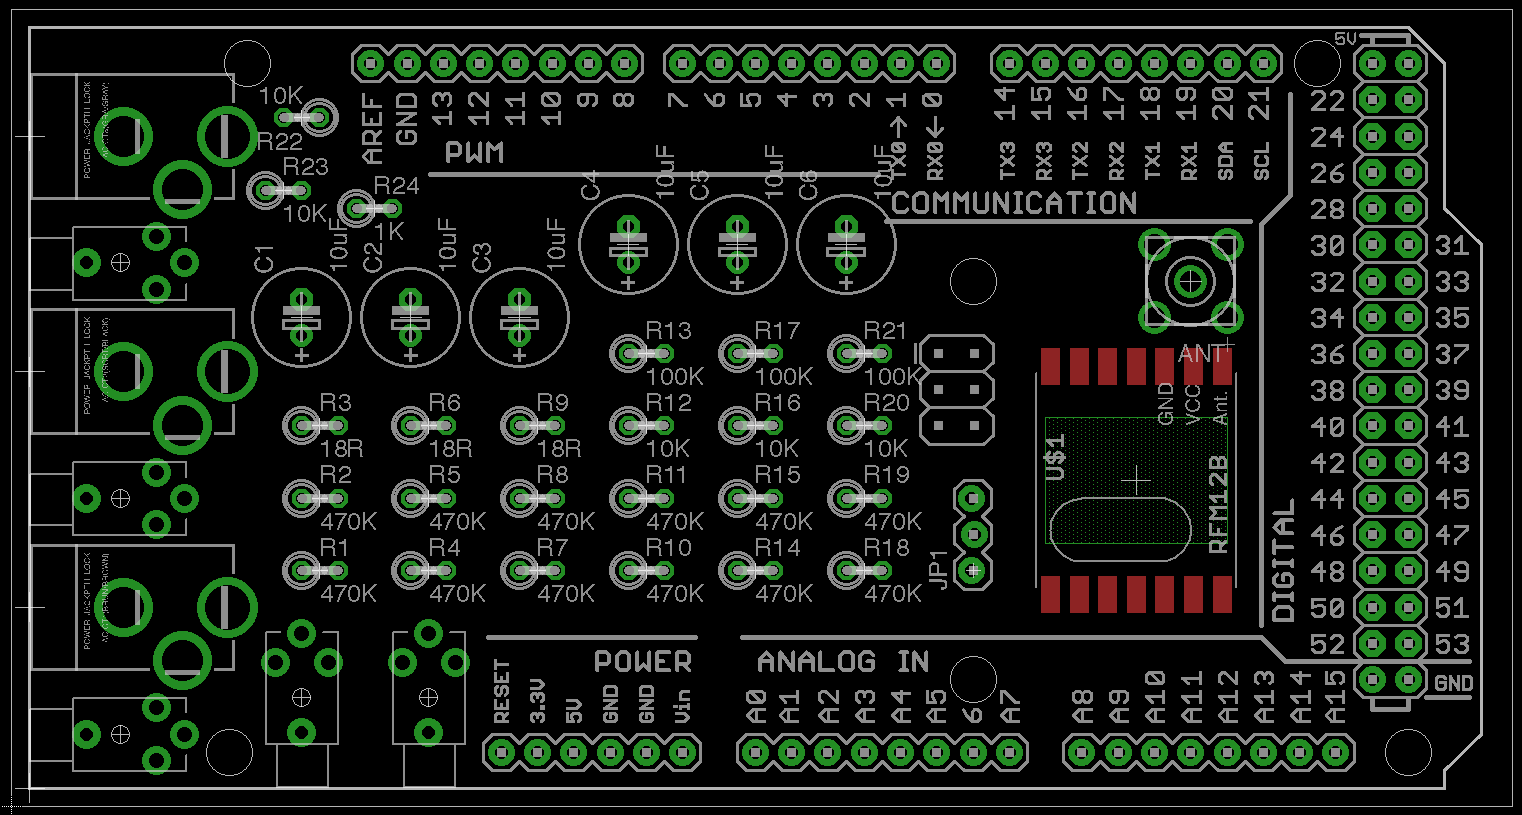 5V
10K
R22
R23
10K
R24
1K
AREF
GND
13
12
11
10
9
8
7
6
5
4
3
2
TX0→1
RX0←0
TX3 14
RX3 15
TX2 16
RX2 17
TX1 18
RX1 19
SDA 20
SCL 21
PWM
COMMUNICATION
C1 10uF
C2 10uF
C3 10uF
C4 10uF
C5 10uF
C6 10uF
22
24
26
28
30 31
32 33
34 35
36 37
38 39
40 41
42 43
44 45
46 47
48 49
50 51
52 53
GND
R13 R17 R21
100K 100K 100K
R3 R6 R9 R12 R16 R20
18R 18R 18R 10K 10K 10K
R2 R5 R8 R11 R15 R19
470K 470K 470K 470K 470K 470K
R1 R4 R7 R10 R14 R18
470K 470K 470K 470K 470K 470K
ANT
GND
VCC
Ant.
U$1
RFM12B
JP1
DIGITAL
POWER
ANALOG IN
RESET
3.3V
5V
GND
GND
Vin
A0
A1
A2
A3
A4
A5
6
A7
A8
A9
A10
A11
A12
A13
A14
A15